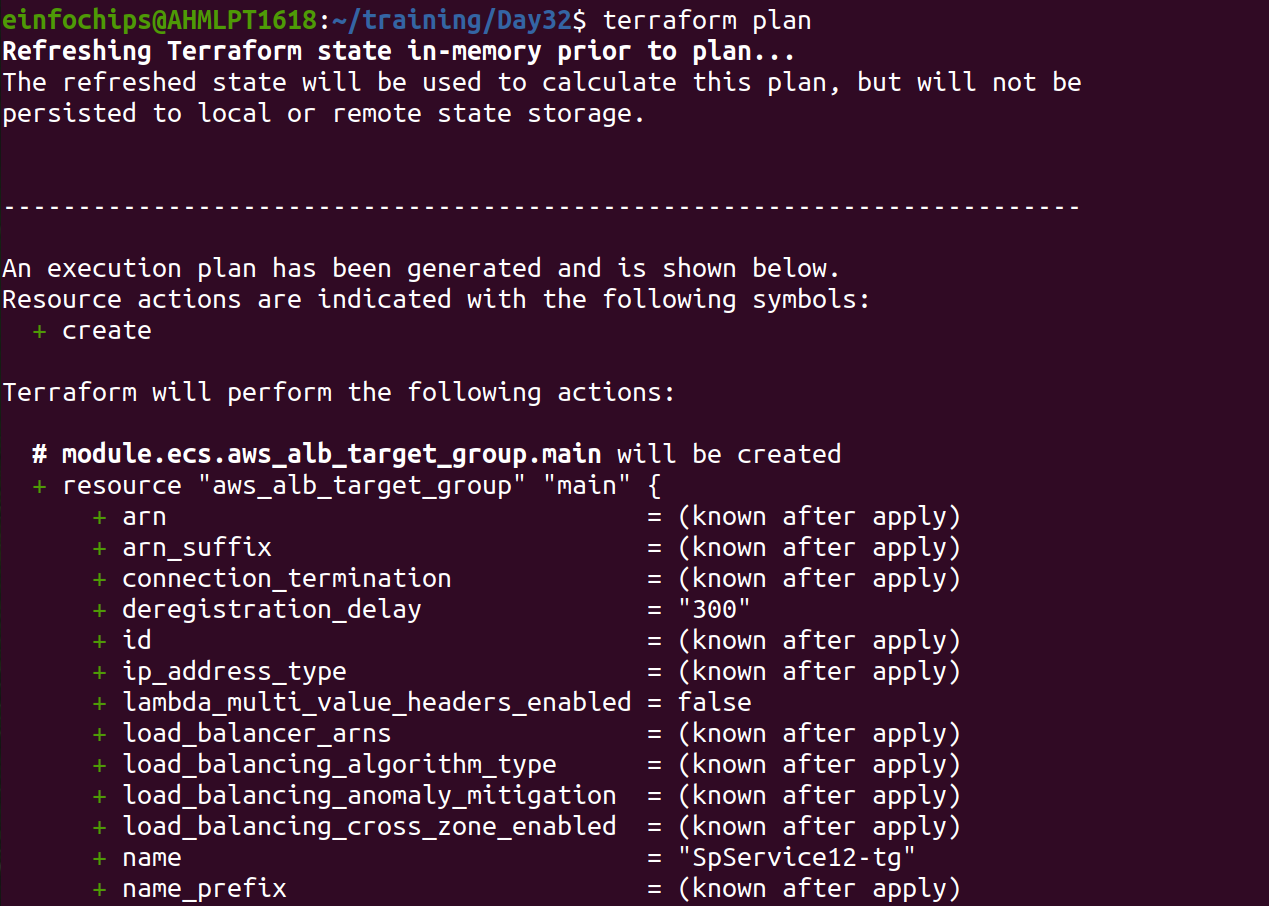 einfochips@AHMLPT1618:~/training/Day32$ terraform plan
Refreshing Terraform state in-memory prior to plan...
The refreshed state will be used to calculate this plan, but will not be
persisted to local or remote state storage.
------------------------------------------------------------------------
An execution plan has been generated and is shown below.
Resource actions are indicated with the following symbols:
  + create
Terraform will perform the following actions:
  # module.ecs.aws_alb_target_group.main will be created
  + resource "aws_alb_target_group" "main" {
      + arn                                = (known after apply)
      + arn_suffix                         = (known after apply)
      + connection_termination             = (known after apply)
      + deregistration_delay               = "300"
      + id                                 = (known after apply)
      + ip_address_type                    = (known after apply)
      + lambda_multi_value_headers_enabled = false
      + load_balancer_arns                 = (known after apply)
      + load_balancing_algorithm_type      = (known after apply)
      + load_balancing_anomaly_mitigation  = (known after apply)
      + load_balancing_cross_zone_enabled  = (known after apply)
      + name                               = "SpService12-tg"
      + name_prefix                        = (known after apply)